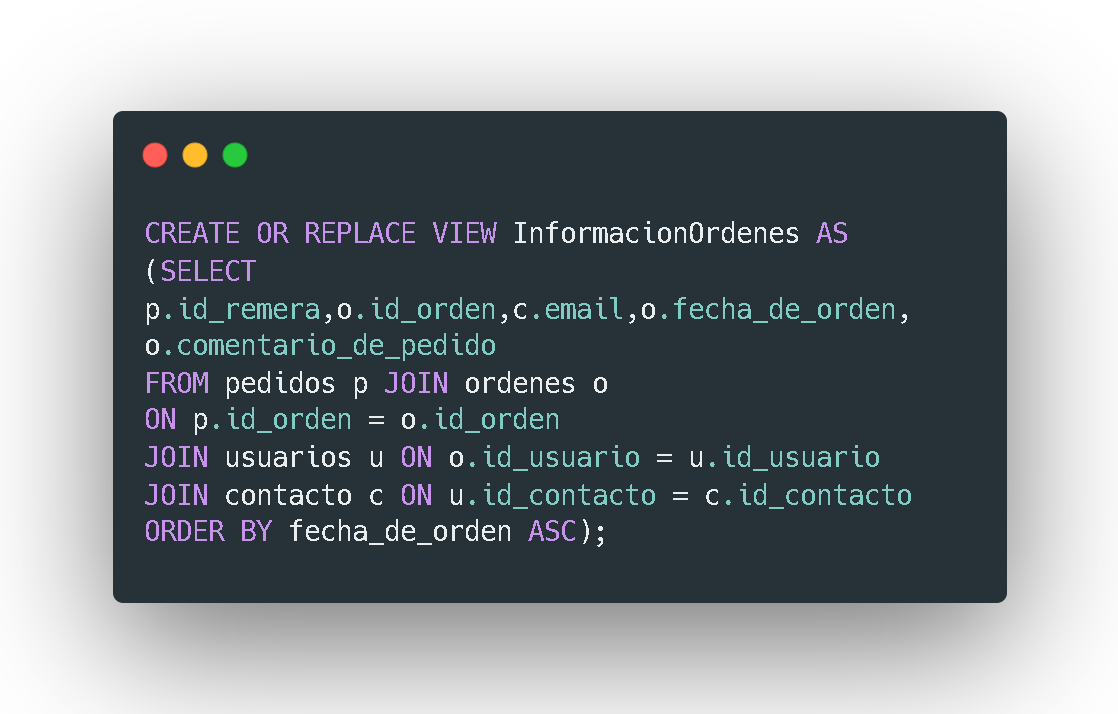 CREATE OR REPLACE VIEW InformacionOrdenes AS
(SELECT
p.id_remera,o.id_orden,c.email,o.fecha_de_orden,
o.comentario_de_pedido
FROM pedidos p JOIN ordenes o
ON p.id_orden = o.id_orden
JOIN usuarios u ON o.id_usuario = u.id_usuario
JOIN contacto c ON u.id_contacto = c.id_contacto
ORDER BY fecha_de_orden ASC);